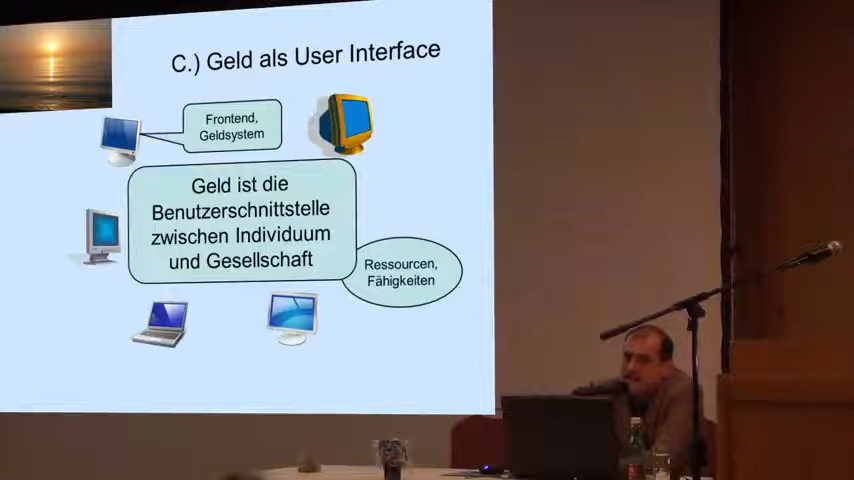 C.) Geld als User Interface
Frontend,
Geldsystem
Geld ist die
Benutzerschnittstelle
zwischen Individuum
und Gesellschaft
Ressourcen,
Fähigkeiten